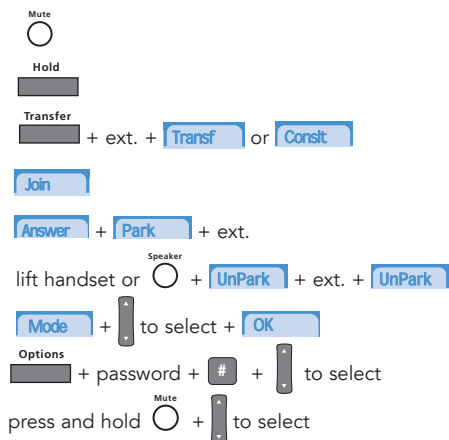 Mute
Hold
Transfer
+ ext. + Transf or Conslt
Join
Answer + Park + ext.
Speaker
lift handset or + UnPark + ext. + UnPark
Mode + to select + OK
Options
+ password + # + to select
Mute
press and hold + to select